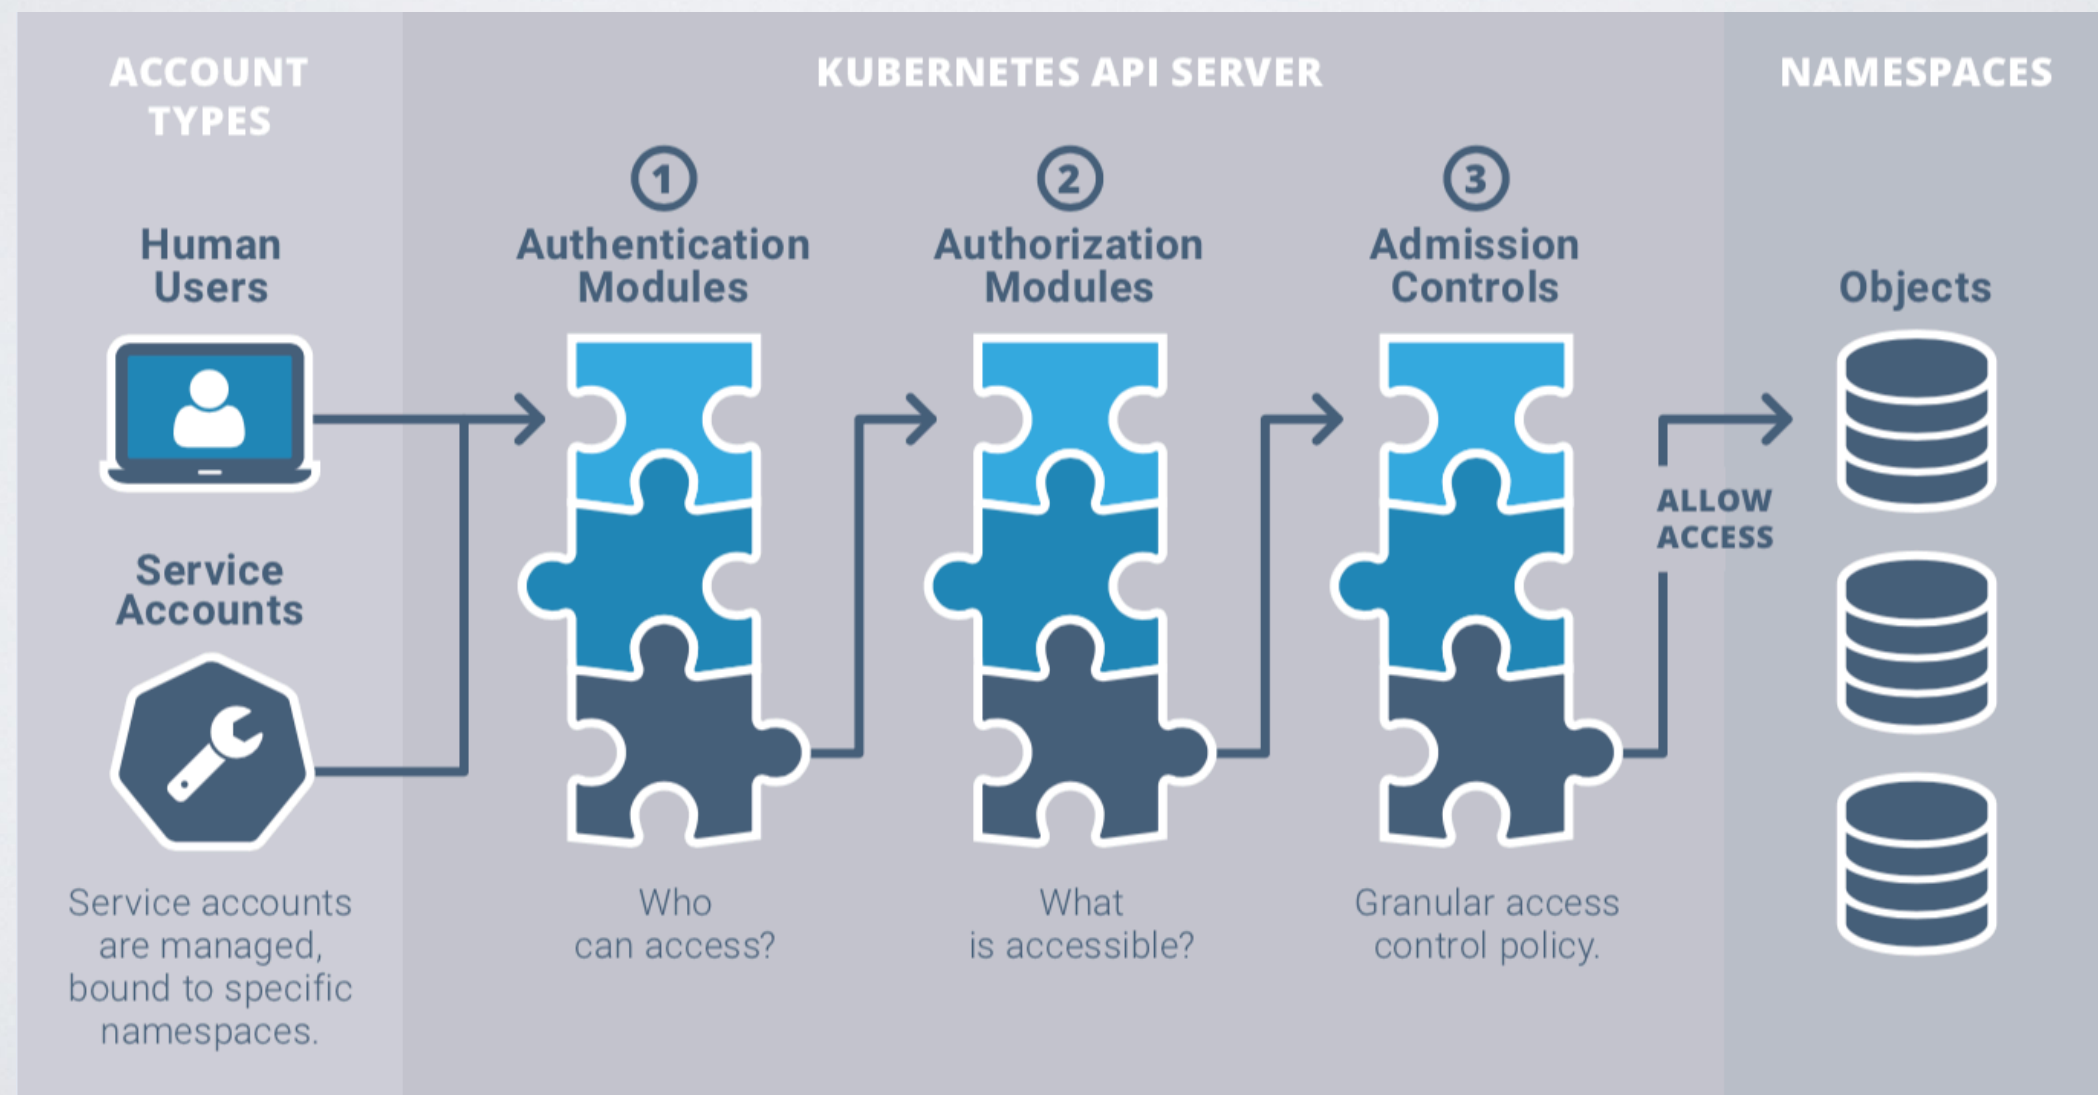 ACCOUNT
TYPES
KUBERNETES API SERVER
NAMESPACES
Human
Users
Service
Accounts
Service accounts
are managed,
bound to specific
namespaces.
1
Authentication
Modules
Who
can access?
2
Authorization
Modules
What
is accessible?
3
Admission
Controls
Granular access
control policy.
ALLOW
ACCESS
Objects